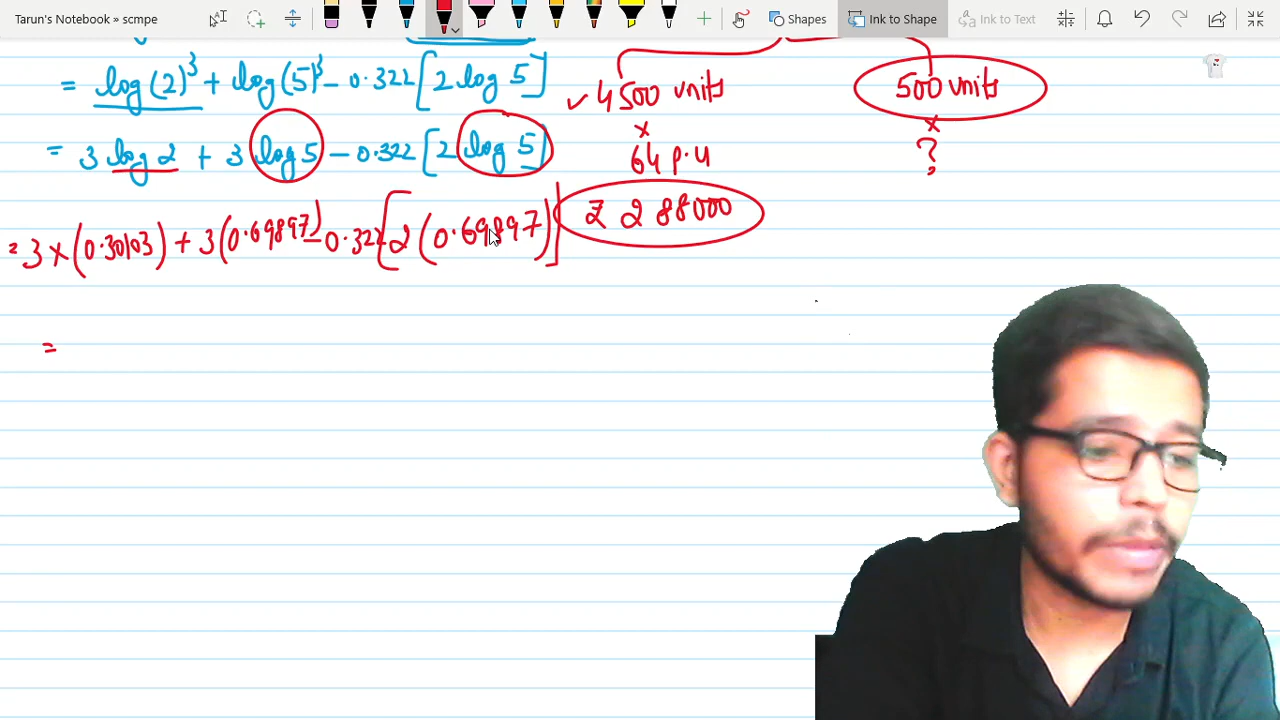 Tarun's Notebook » scmpe
Shapes
Ink to Shape
Ink to Text
= log(2)³ + log(5)³ - 0.322 [2 log 5]
= 3 log 2 + 3 log 5 - 0.322 [2 log 5]
= 3 × (0.30103) + 3(0.69897) - 0.322 [2 (0.69897)]
=
✓ 4500 units
×
64 p.u
₹ 288000
500 units
×
?